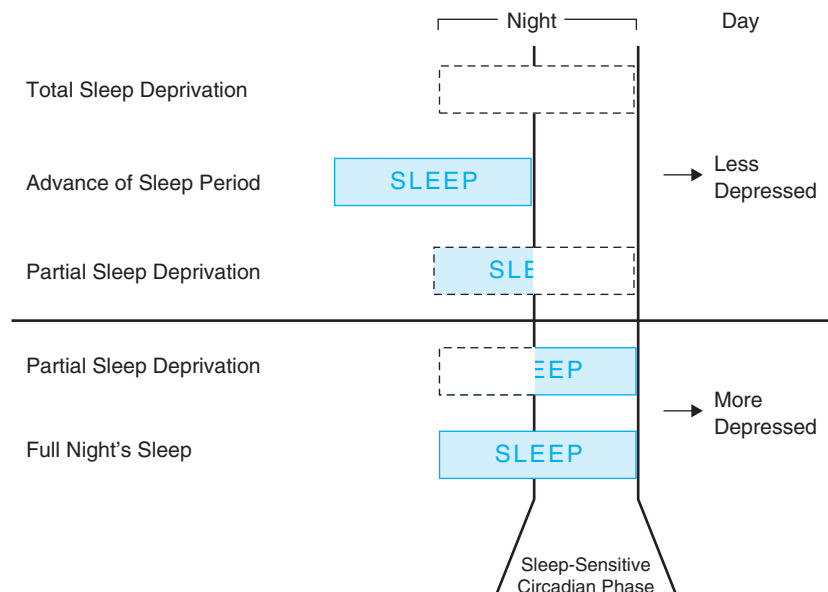 Night
Day
Total Sleep Deprivation
Advance of Sleep Period
SLEEP
Less
Depressed
Partial Sleep Deprivation
SLE
Partial Sleep Deprivation
EEP
More
Depressed
Full Night's Sleep
SLEEP
Sleep-Sensitive
Circadian Phase